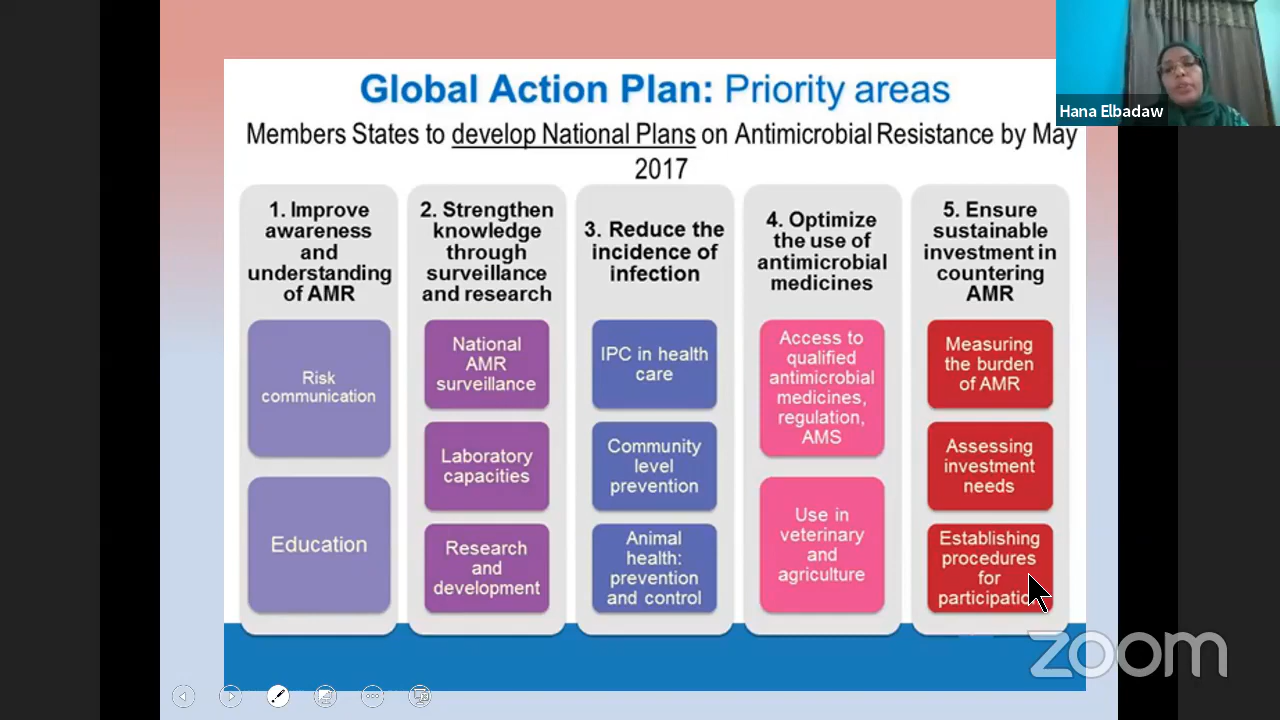 Global Action Plan: Priority areas
Hana Elbadaw
Members States to develop National Plans on Antimicrobial Resistance by May
2017
1. Improve
awareness
and
understanding
of AMR
Risk
communication
Education
2. Strengthen
knowledge
through
surveillance
and research
National
AMR
surveillance
Laboratory
capacities
Research
and
development
3. Reduce the
incidence of
infection
IPC in health
care
Community
level
prevention
Animal
health:
prevention
and control
4. Optimize
the use of
antimicrobial
medicines
Access to
qualified
antimicrobial
medicines,
regulation,
AMS
Use in
veterinary
and
agriculture
5. Ensure
sustainable
investment in
countering
AMR
Measuring
the burden
of AMR
Assessing
investment
needs
Establishing
procedures
for
participation
zoom